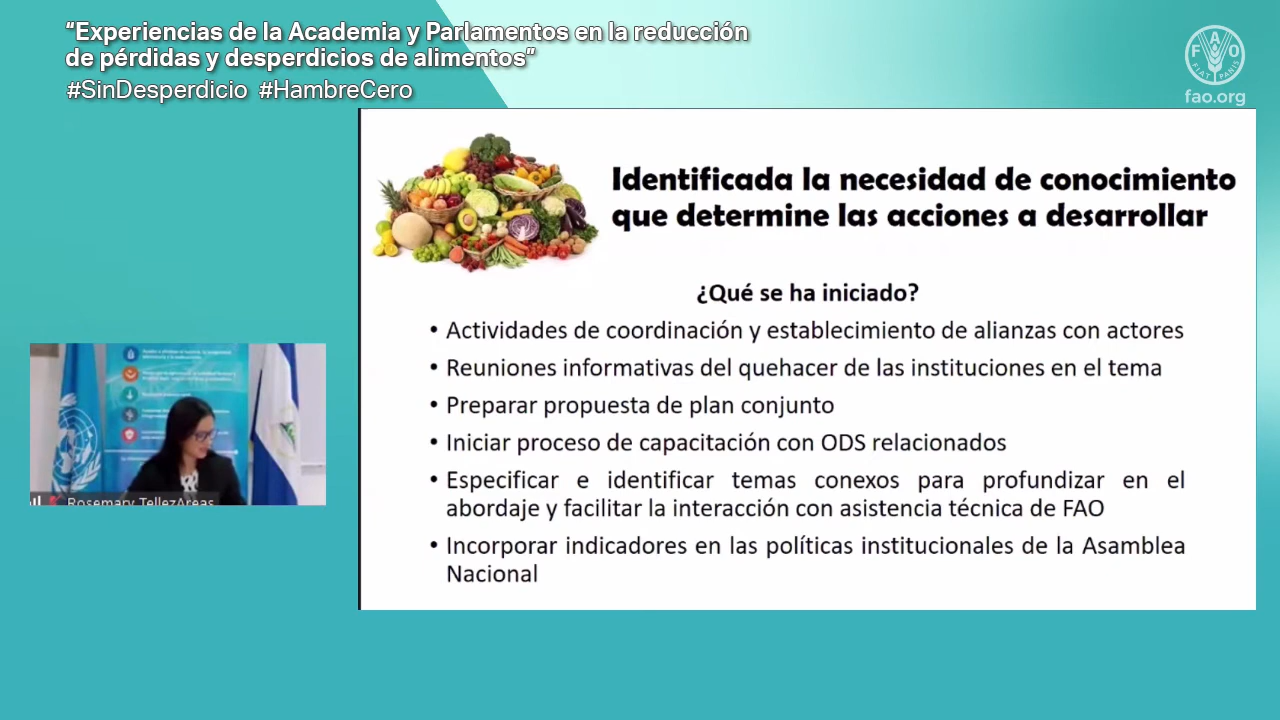 “Experiencias de la Academia y Parlamentos en la reducción
de pérdidas y desperdicios de alimentos”
#SinDesperdicio #HambreCero
F A O
FIAT PANIS
fao.org
Identificada la necesidad de conocimiento
que determine las acciones a desarrollar
¿Qué se ha iniciado?
• Actividades de coordinación y establecimiento de alianzas con actores
• Reuniones informativas del quehacer de las instituciones en el tema
• Preparar propuesta de plan conjunto
• Iniciar proceso de capacitación con ODS relacionados
• Especificar e identificar temas conexos para profundizar en el
abordaje y facilitar la interacción con asistencia técnica de FAO
• Incorporar indicadores en las políticas institucionales de la Asamblea
Nacional
Rosemary TellezAreas